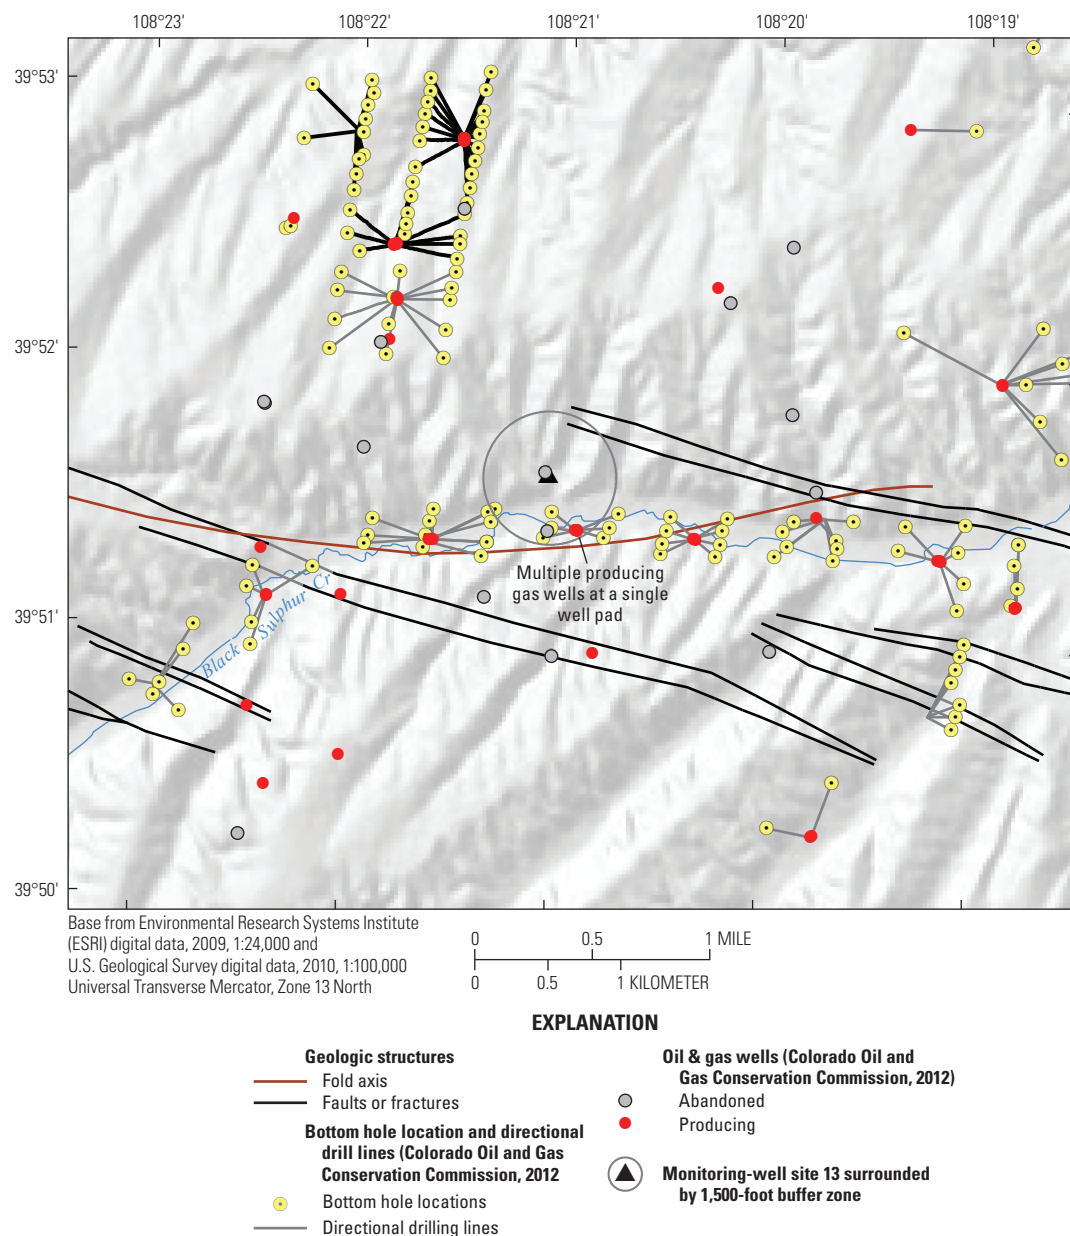 108°23'
108°22'
108°21'
108°20'
108°19'
39°53'
39°52'
39°51'
39°50'
Multiple producing
gas wells at a single
well pad
Black Sulphur Cr
Base from Environmental Research Systems Institute
(ESRI) digital data, 2009, 1:24,000 and
U.S. Geological Survey digital data, 2010, 1:100,000
Universal Transverse Mercator, Zone 13 North
0 0.5 1 MILE
0 0.5 1 KILOMETER
EXPLANATION
Geologic structures
Fold axis
Faults or fractures
Bottom hole location and directional
drill lines (Colorado Oil and Gas
Conservation Commission, 2012
Bottom hole locations
Directional drilling lines
Oil & gas wells (Colorado Oil and
Gas Conservation Commission, 2012)
Abandoned
Producing
Monitoring-well site 13 surrounded
by 1,500-foot buffer zone